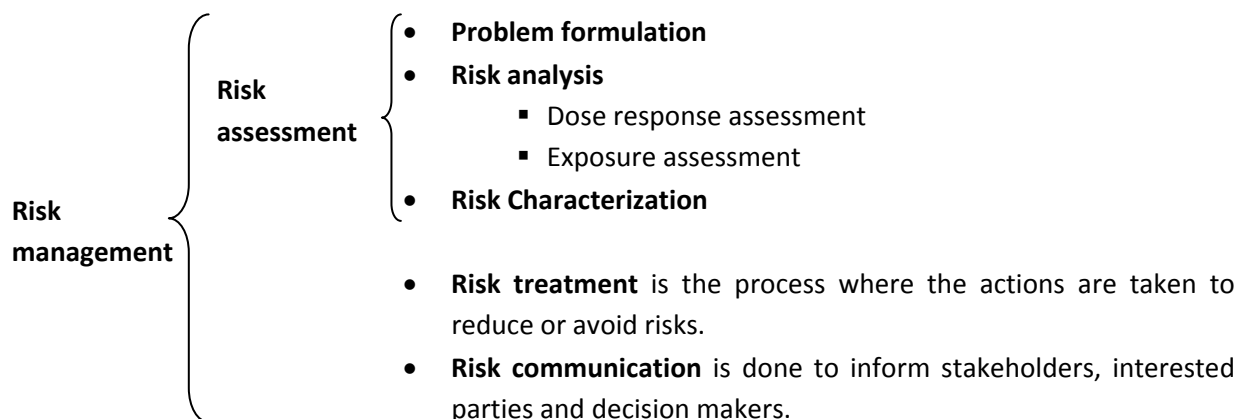 • Problem formulation
• Risk analysis
Risk
assessment
▪ Dose response assessment
▪ Exposure assessment
• Risk Characterization
Risk
management
• Risk treatment is the process where the actions are taken to
reduce or avoid risks.
• Risk communication is done to inform stakeholders, interested
parties and decision makers.